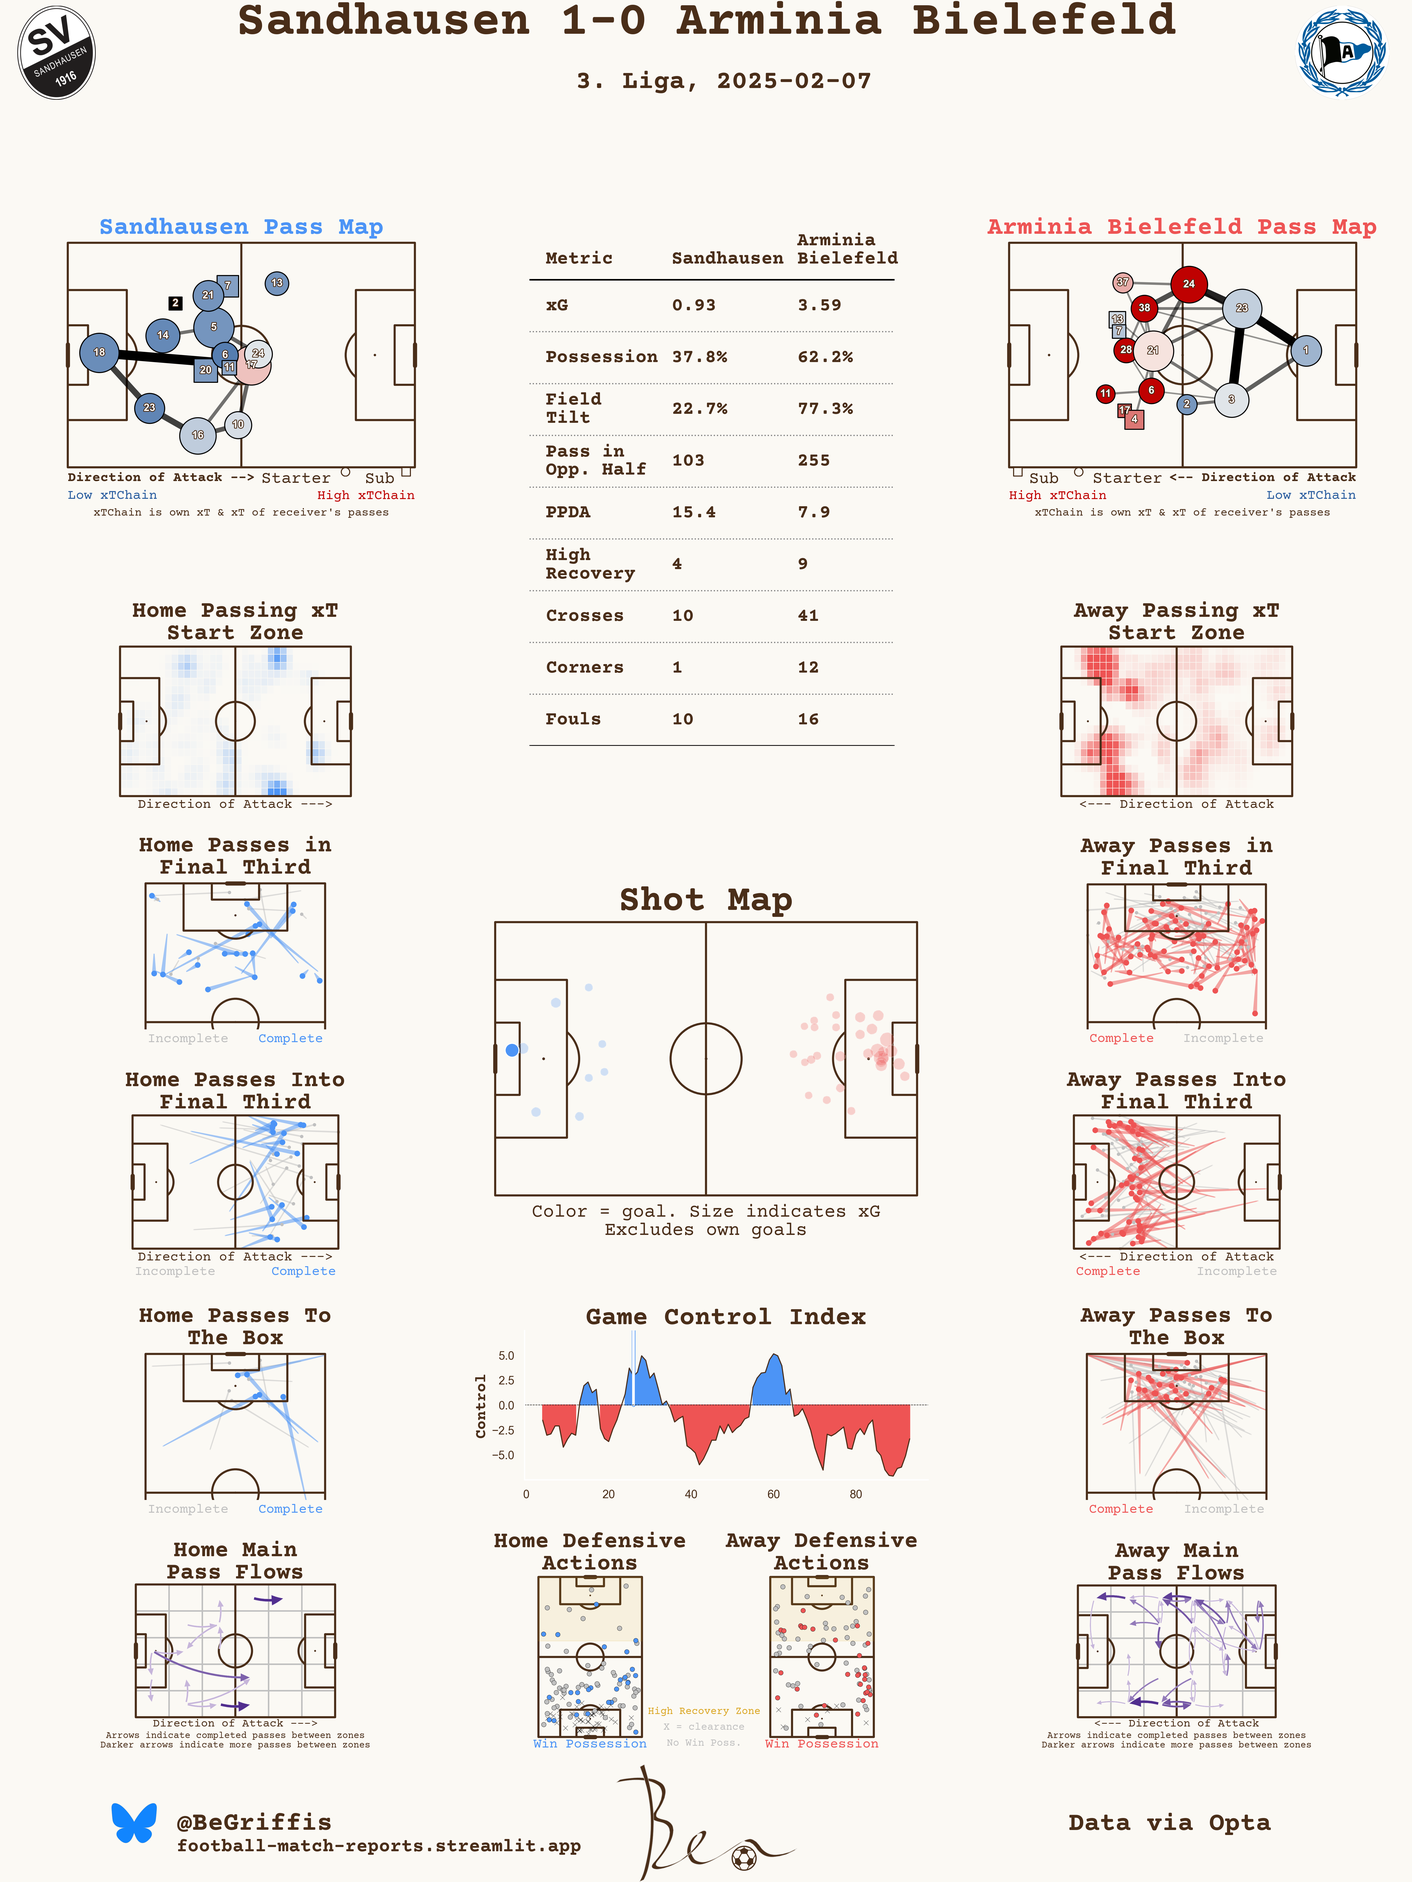 Sandhausen 1-0 Arminia Bielefeld
3. Liga, 2025-02-07
SV
SANDHAUSEN
1916
A
Sandhausen Pass Map
13
7
21
2
5
14
18
6
24
17
11
20
23
10
16
Direction of Attack --> Starter Sub
Low xTChain High xTChain
xTChain is own xT & xT of receiver's passes
Metric Sandhausen Arminia Bielefeld
xG 0.93 3.59
Possession 37.8% 62.2%
Field Tilt 22.7% 77.3%
Pass in Opp. Half 103 255
PPDA 15.4 7.9
High Recovery 4 9
Crosses 10 41
Corners 1 12
Fouls 10 16
Arminia Bielefeld Pass Map
37
24
38
23
13
7
28
21
1
11
6
3
2
17
4
Sub Starter <-- Direction of Attack
High xTChain Low xTChain
xTChain is own xT & xT of receiver's passes
Home Passing xT
Start Zone
Direction of Attack --->
Away Passing xT
Start Zone
<--- Direction of Attack
Home Passes in
Final Third
Incomplete Complete
Away Passes in
Final Third
Complete Incomplete
Shot Map
Color = goal. Size indicates xG
Excludes own goals
Home Passes Into
Final Third
Direction of Attack --->
Incomplete Complete
Away Passes Into
Final Third
<--- Direction of Attack
Complete Incomplete
Home Passes To
The Box
Incomplete Complete
Game Control Index
Control
5.0
2.5
0.0
−2.5
−5.0
0 20 40 60 80
Away Passes To
The Box
Complete Incomplete
Home Main
Pass Flows
Direction of Attack --->
Arrows indicate completed passes between zones
Darker arrows indicate more passes between zones
Home Defensive
Actions
Win Possession
Away Defensive
Actions
Win Possession
High Recovery Zone
X = clearance
No Win Poss.
Away Main
Pass Flows
<--- Direction of Attack
Arrows indicate completed passes between zones
Darker arrows indicate more passes between zones
@BeGriffis
football-match-reports.streamlit.app
Ben
Data via Opta